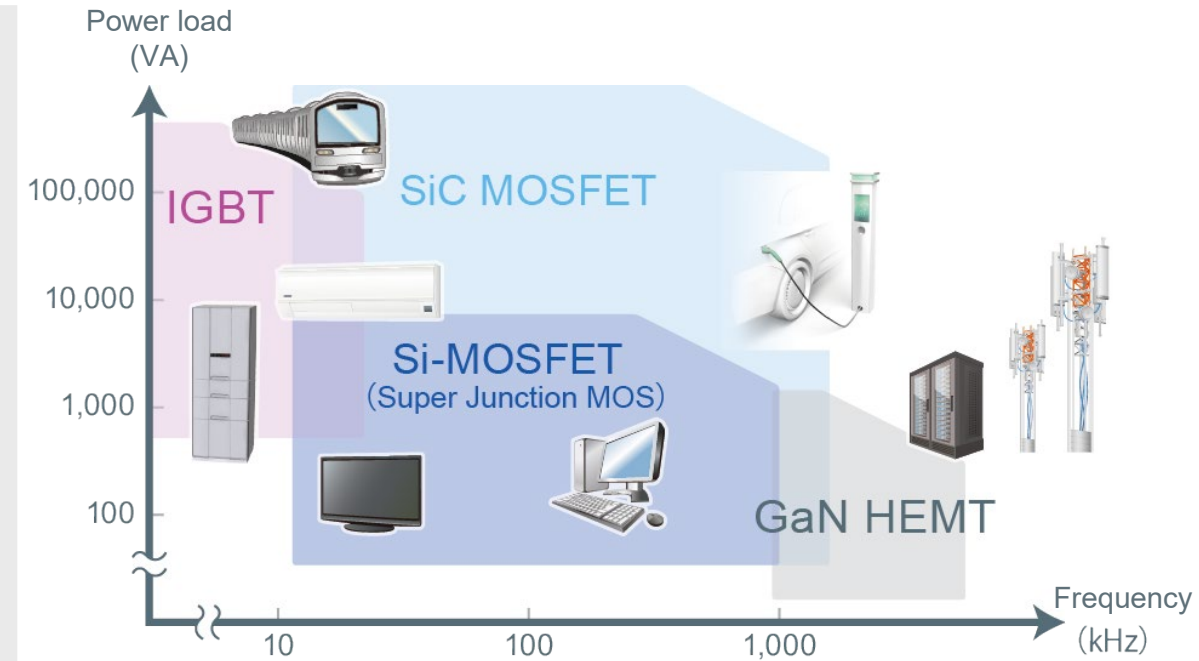 Power load
(VA)
100,000
10,000
1,000
100
IGBT
SiC MOSFET
Si-MOSFET
(Super Junction MOS)
GaN HEMT
10
100
1,000
Frequency
(kHz)